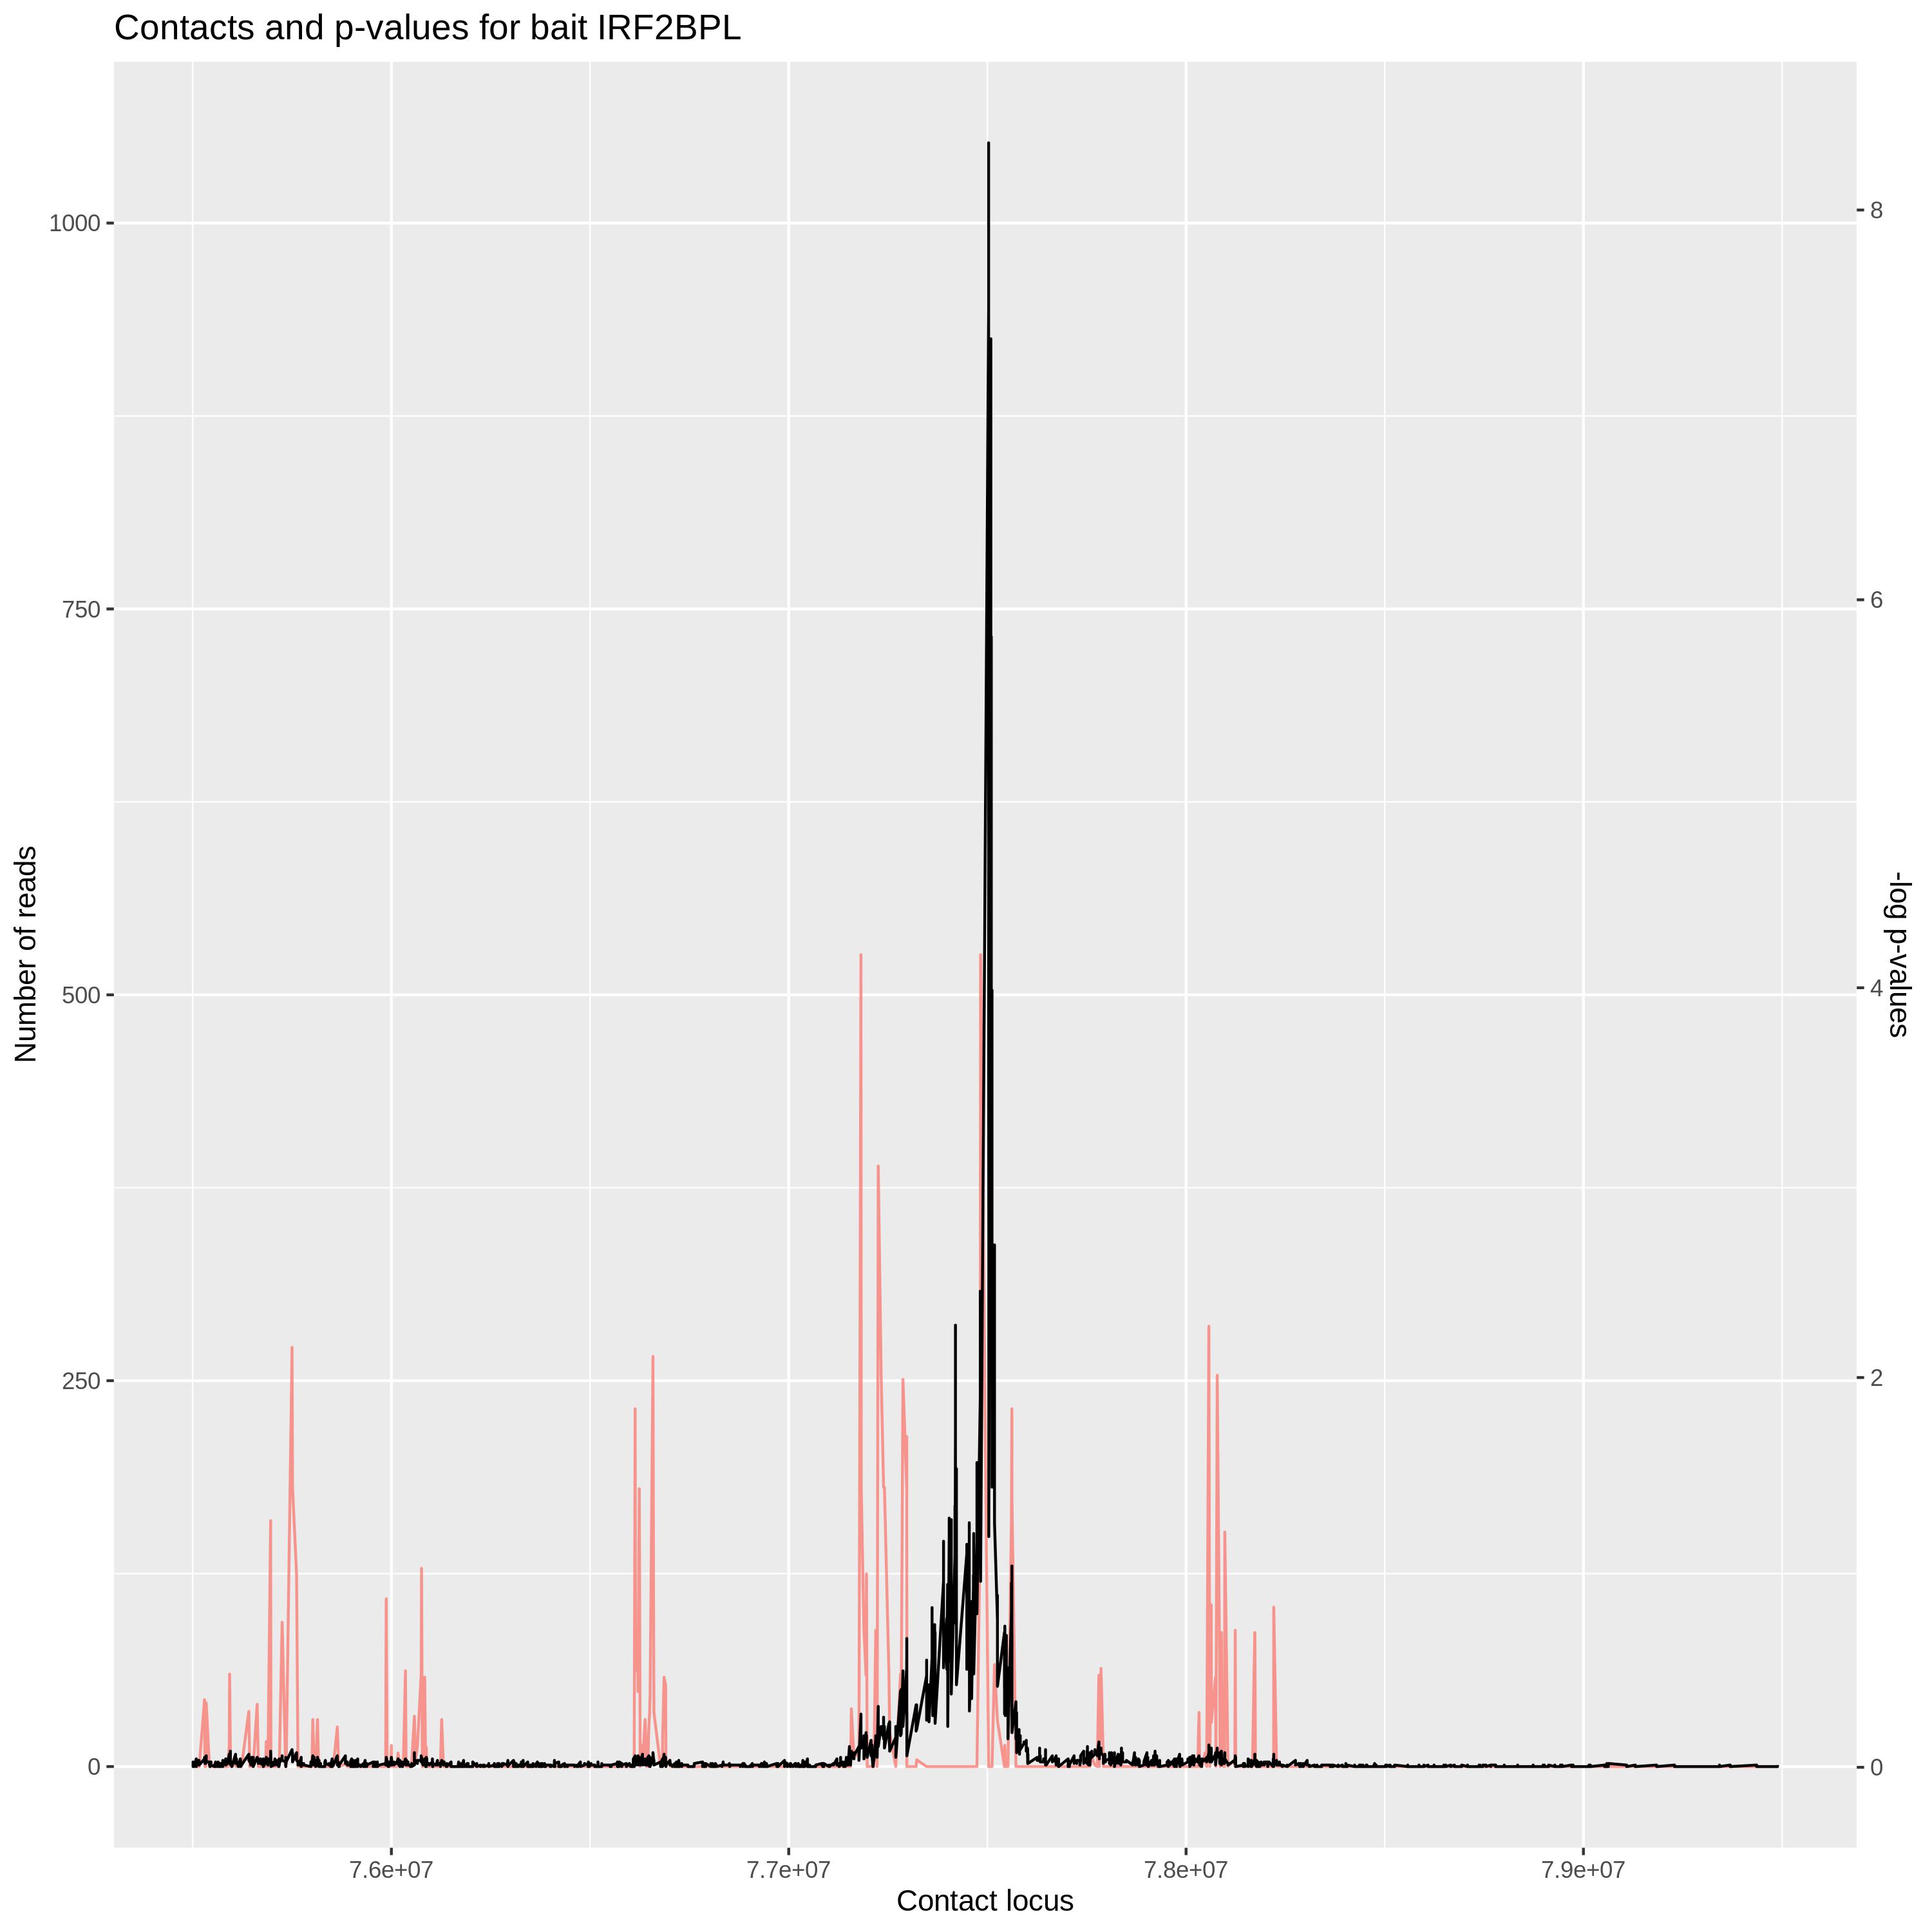 Contacts and p-values for bait IRF2BPL
1000
750
500
250
0
Number of reads
8
6
4
2
0
-log p-values
7.6e+07
7.7e+07
7.8e+07
7.9e+07
Contact locus